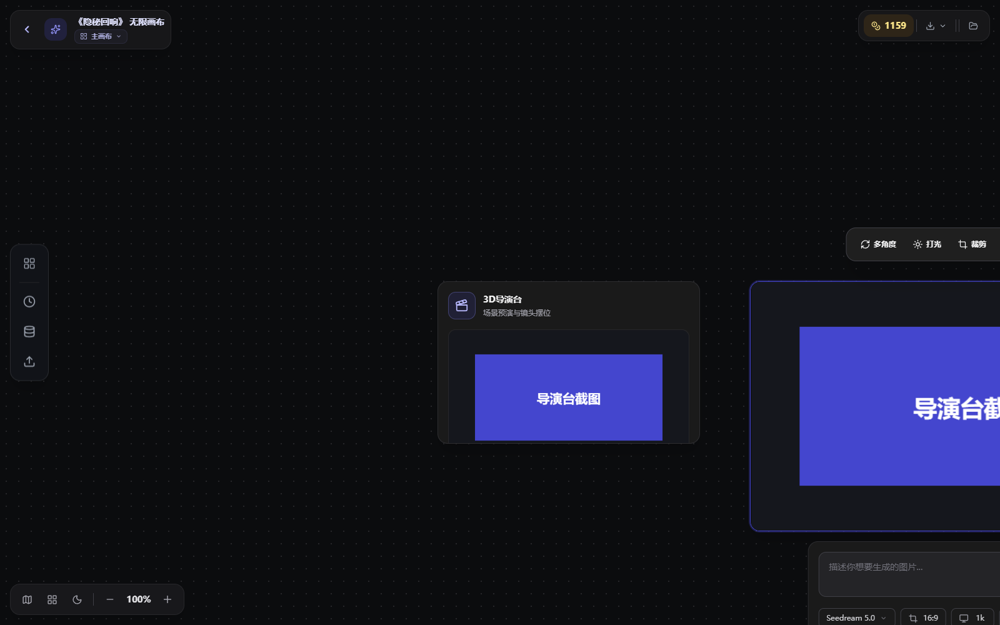 《隐秘回响》 无限画布
主画布
1159
多角度
打光
裁剪
3D导演台
场景预演与镜头摆位
导演台截图
导演台截
描述你想要生成的图片...
Seedream 5.0
16:9
1k
100%